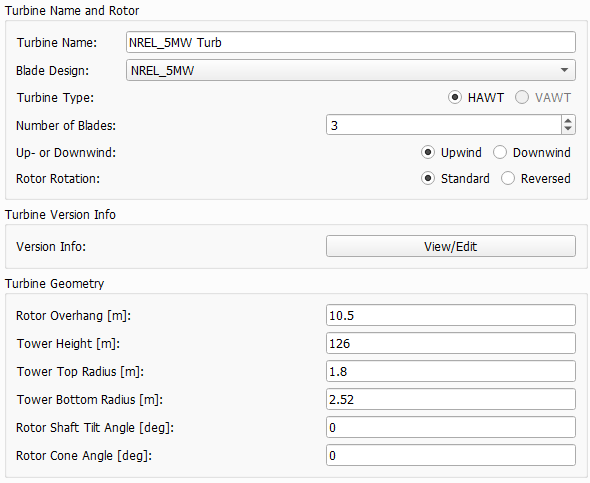 Turbine Name and Rotor
Turbine Name: NREL_5MW Turb
Blade Design: NREL_5MW
Turbine Type: HAWT VAWT
Number of Blades: 3
Up- or Downwind: Upwind Downwind
Rotor Rotation: Standard Reversed
Turbine Version Info
Version Info: View/Edit
Turbine Geometry
Rotor Overhang [m]: 10.5
Tower Height [m]: 126
Tower Top Radius [m]: 1.8
Tower Bottom Radius [m]: 2.52
Rotor Shaft Tilt Angle [deg]: 0
Rotor Cone Angle [deg]: 0